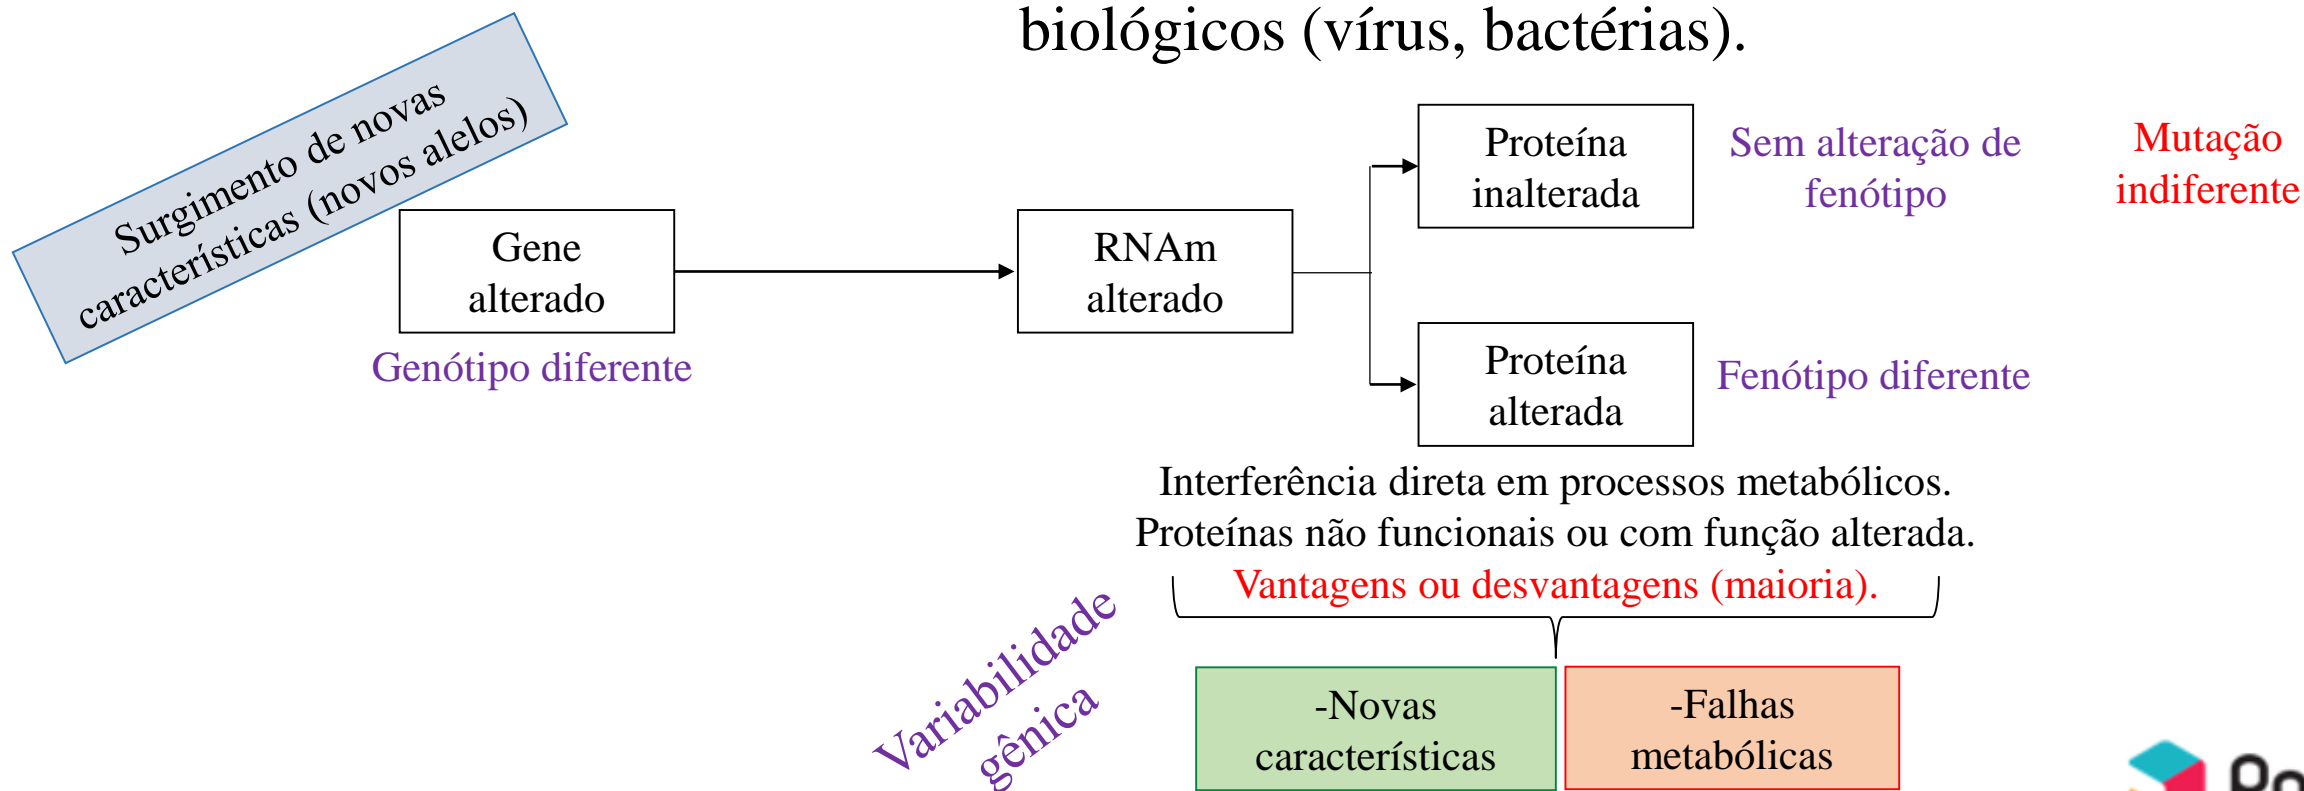 biológicos (vírus, bactérias).
Surgimento de novas
características (novos alelos)
Gene
alterado
Genótipo diferente
RNAm
alterado
Proteína
inalterada
Sem alteração de
fenótipo
Mutação
indiferente
Proteína
alterada
Fenótipo diferente
Interferência direta em processos metabólicos.
Proteínas não funcionais ou com função alterada.
Vantagens ou desvantagens (maioria).
Variabilidade
gênica
-Novas
características
-Falhas
metabólicas